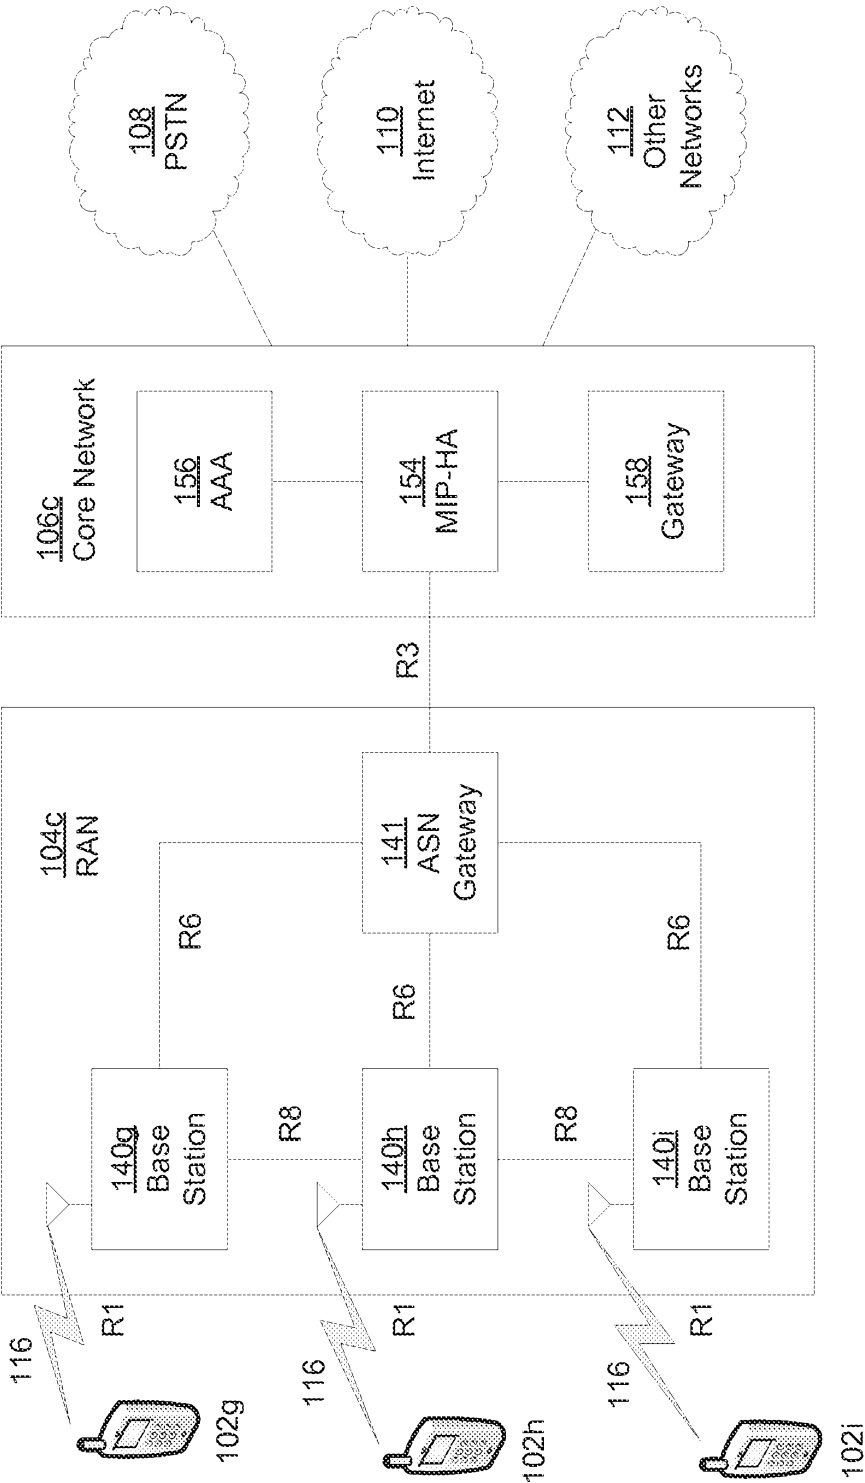 102g
116
R1
102h
116
R1
102i
116
R1
104c
RAN
140g
Base
Station
R8
140h
Base
Station
R8
140i
Base
Station
R6
R6
R6
141
ASN
Gateway
R3
106c
Core Network
156
AAA
154
MIP-HA
158
Gateway
108
PSTN
110
Internet
112
Other
Networks